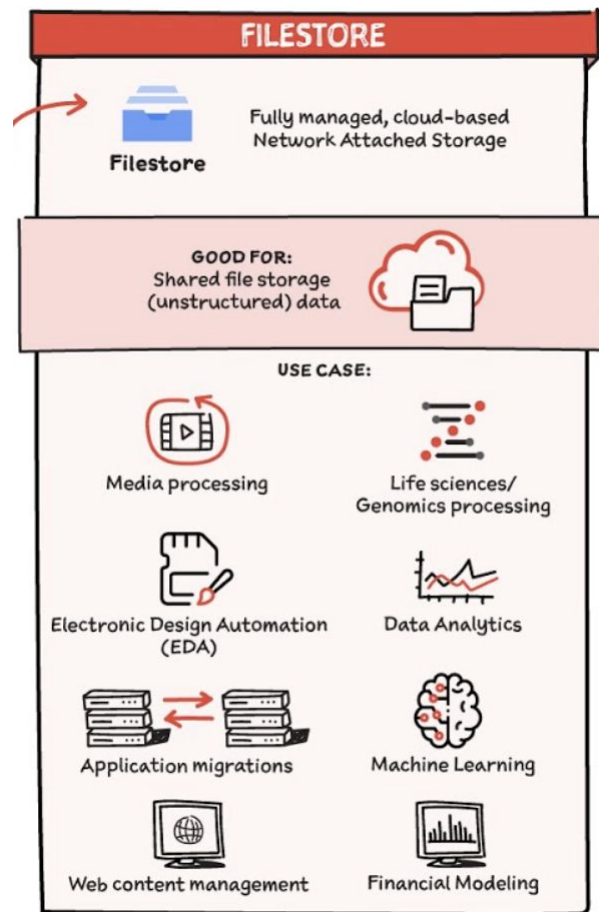 FILESTORE
Filestore
Fully managed, cloud-based
Network Attached Storage
GOOD FOR:
Shared file storage
(unstructured) data
USE CASE:
Media processing
Life sciences/
Genomics processing
Electronic Design Automation
(EDA)
Data Analytics
Application migrations
Machine Learning
Web content management
Financial Modeling